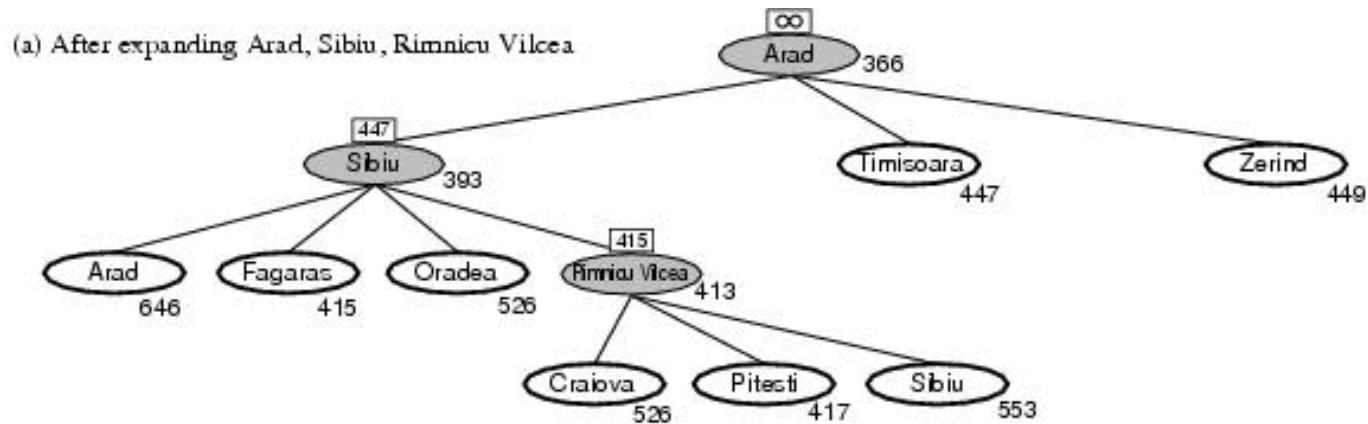 ∞
(a) After expanding Arad, Sibiu, Rimnicu Vilcea
Arad
366
447
Sibiu
393
Timisoara
447
Zerind
449
Arad
646
Fagaras
415
Oradea
526
415
Rimnicu Vilcea
413
Craiova
526
Pitesti
417
Sibiu
553